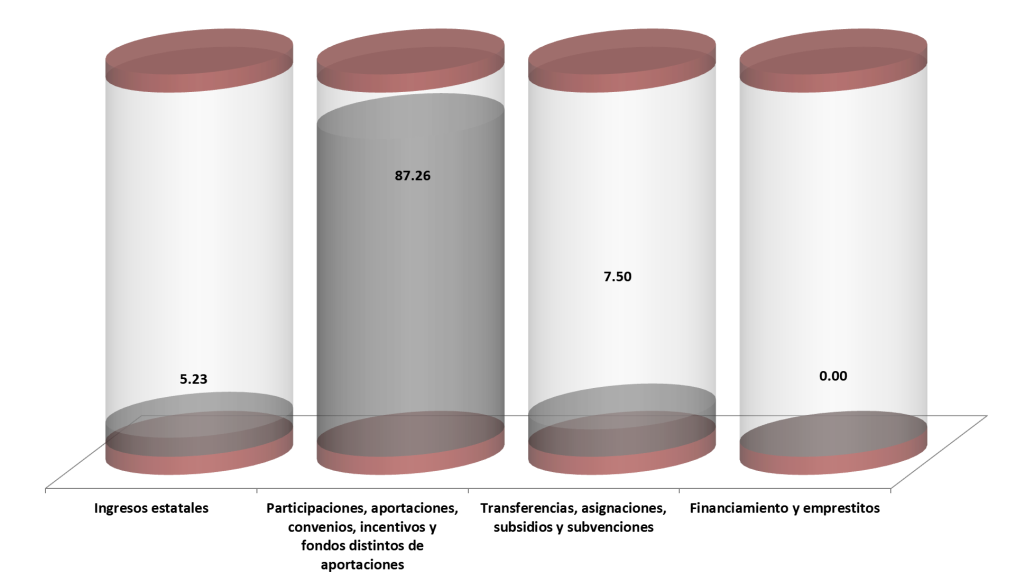 87.26
7.50
5.23
0.00
Ingresos estatales
Participaciones, aportaciones,
convenios, incentivos y
fondos distintos de
aportaciones
Transferencias, asignaciones,
subsidios y subvenciones
Financiamiento y emprestitos